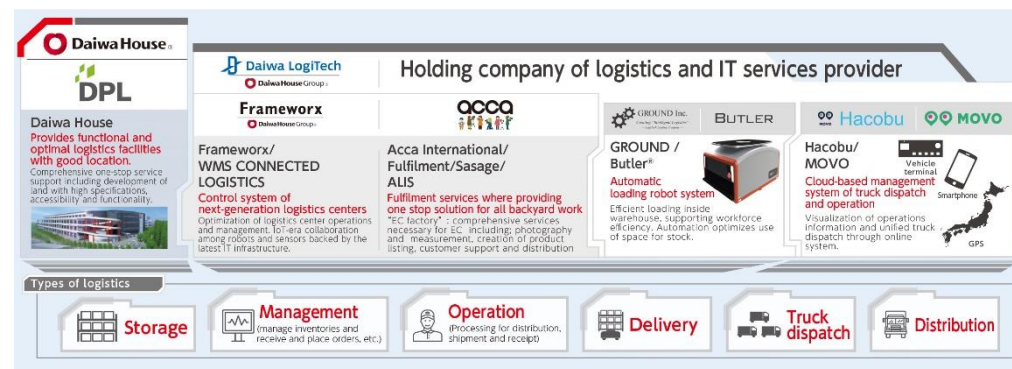 Daiwa House®
DPL
Daiwa House
Provides functional and
optimal logistics facilities
with good location.
Comprehensive one-stop service
support including development of
land with high specifications,
accessibility and functionality.
Daiwa LogiTech
Daiwa House Group®
Holding company of logistics and IT services provider
Frameworx
Daiwa House Group®
Frameworx/
WMS CONNECTED
LOGISTICS
Control system of
next-generation logistics centers
Optimization of logistics center operations
and management. IoT-era collaboration
among robots and sensors backed by the
latest IT infrastructure.
acca
Acca International/
Fulfilment/Sasage/
ALIS
Fulfilment services where providing
one stop solution for all backyard work
"EC factory" : comprehensive services
necessary for EC including; photography
and measurement, creation of product
listing, customer support and distribution
GROUND Inc.
BUTLER
GROUND /
Butler®
Automatic
loading robot system
Efficient loading inside
warehouse, supporting workforce
efficiency. Automation optimizes use
of space for stock.
MOVO
Hacobu
MOVO
Hacobu/
MOVO
Vehicle
terminal
Smartphone
GPS
Cloud-based management
system of truck dispatch
and operation
Visualization of operations
information and unified truck
dispatch through online
system.
Types of logistics
Storage
Management
(manage inventories and
receive and place orders, etc.)
Operation
(Processing for distribution,
shipment and receipt)
Delivery
Truck
dispatch
Distribution